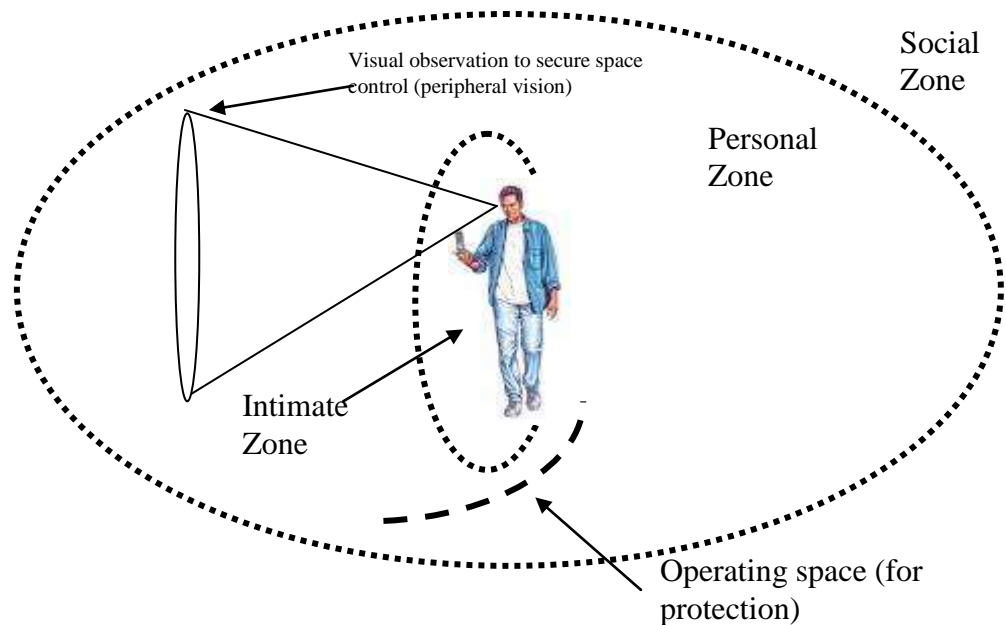 Social
Zone
Visual observation to secure space
control (peripheral vision)
Personal
Zone
Intimate
Zone
Operating space (for
protection)